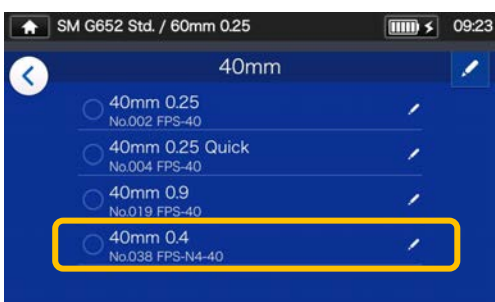 SM G652 Std. / 60mm 0.25 09:23
40mm
40mm 0.25
No.002 FPS-40
40mm 0.25 Quick
No.004 FPS-40
40mm 0.9
No.019 FPS-40
40mm 0.4
No.038 FPS-N4-40